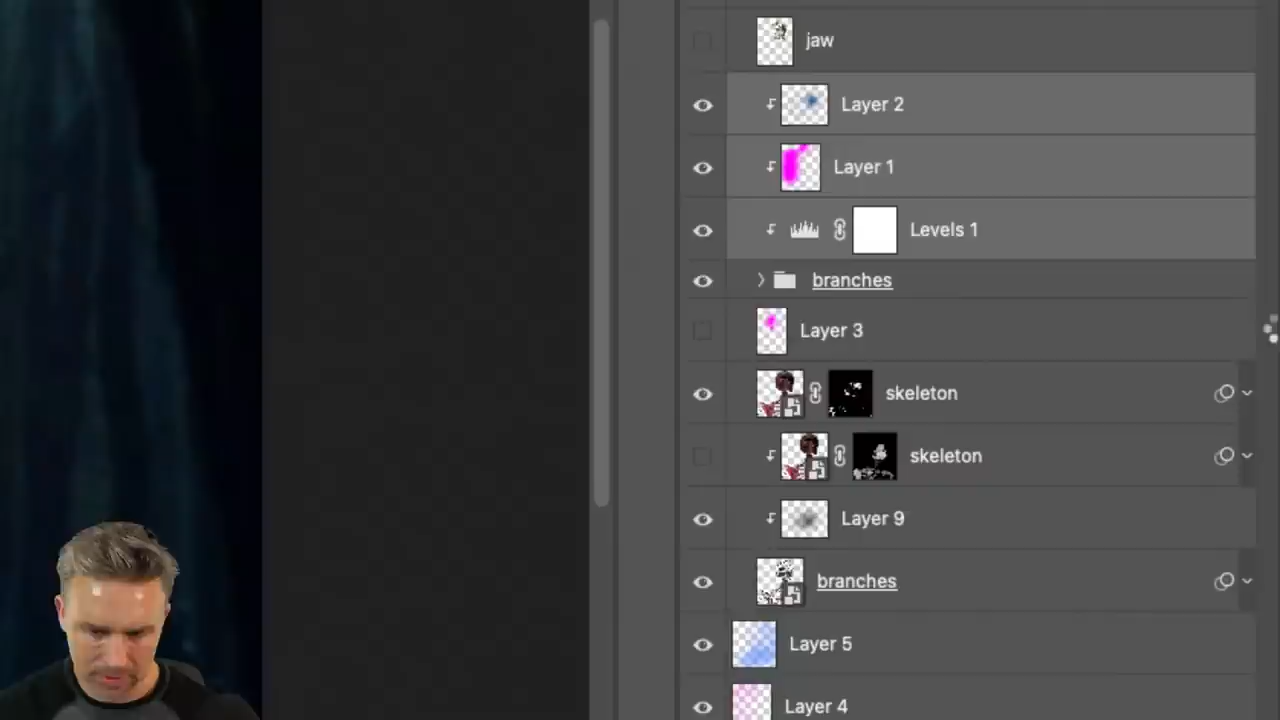 jaw
Layer 2
Layer 1
Levels 1
branches
Layer 3
skeleton
skeleton
Layer 9
branches
Layer 5
Layer 4